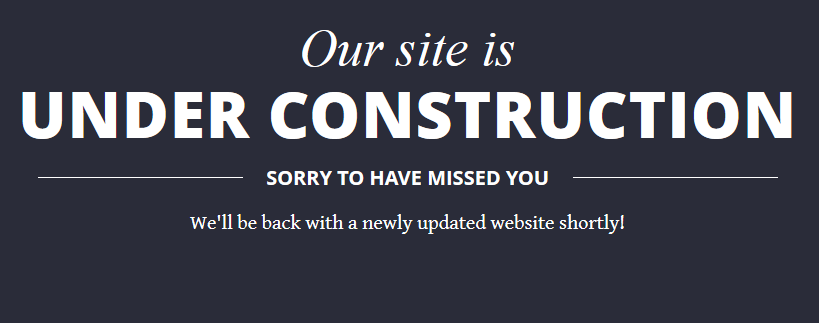 Our site is
UNDER CONSTRUCTION
SORRY TO HAVE MISSED YOU
We'll be back with a newly updated website shortly!